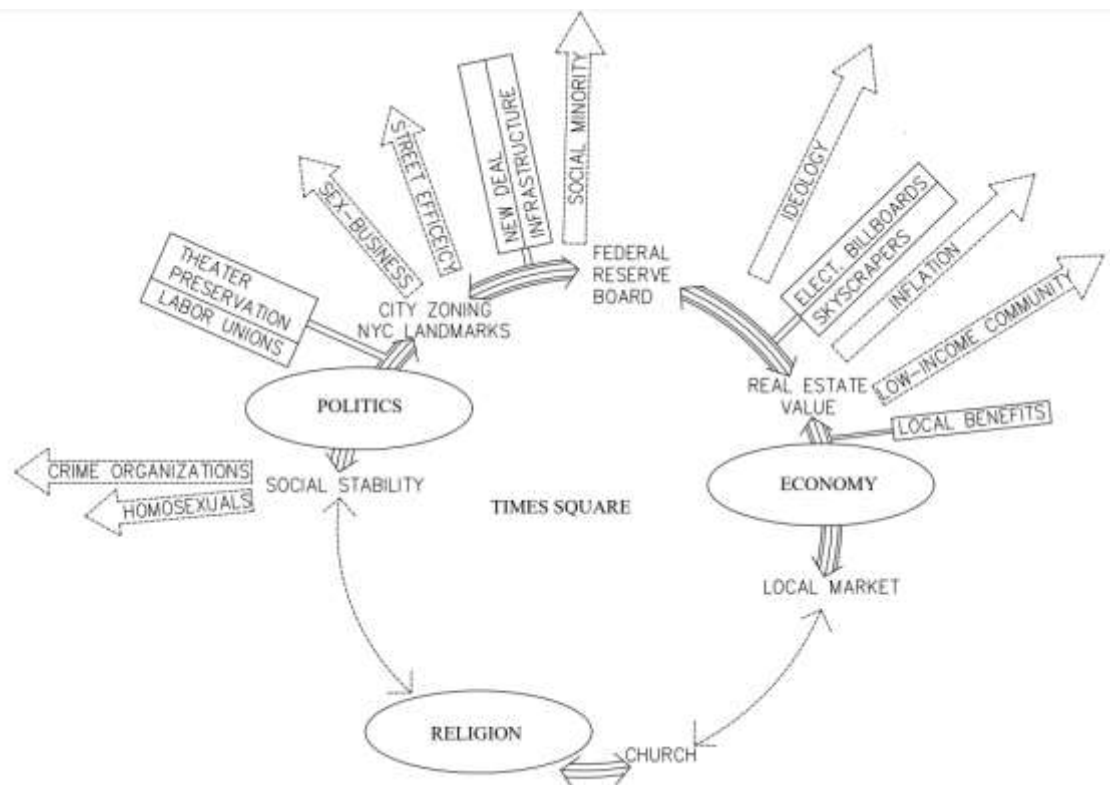 SOCIAL MINORITY
NEW DEAL
INFRASTRUCTURE
STREET EFFICEICY
SEX-BUSINESS
IDEOLOGY
ELECT. BILLBOARDS
SKYSCRAPERS
INFLATION
LOW-INCOME COMMUNITY
THEATER
PRESERVATION
LABOR UNIONS
CITY ZONING
NYC LANDMARKS
FEDERAL
RESERVE
BOARD
REAL ESTATE
VALUE
LOCAL BENEFITS
POLITICS
CRIME ORGANIZATIONS
HOMOSEXUALS
SOCIAL STABILITY
TIMES SQUARE
ECONOMY
LOCAL MARKET
RELIGION
CHURCH